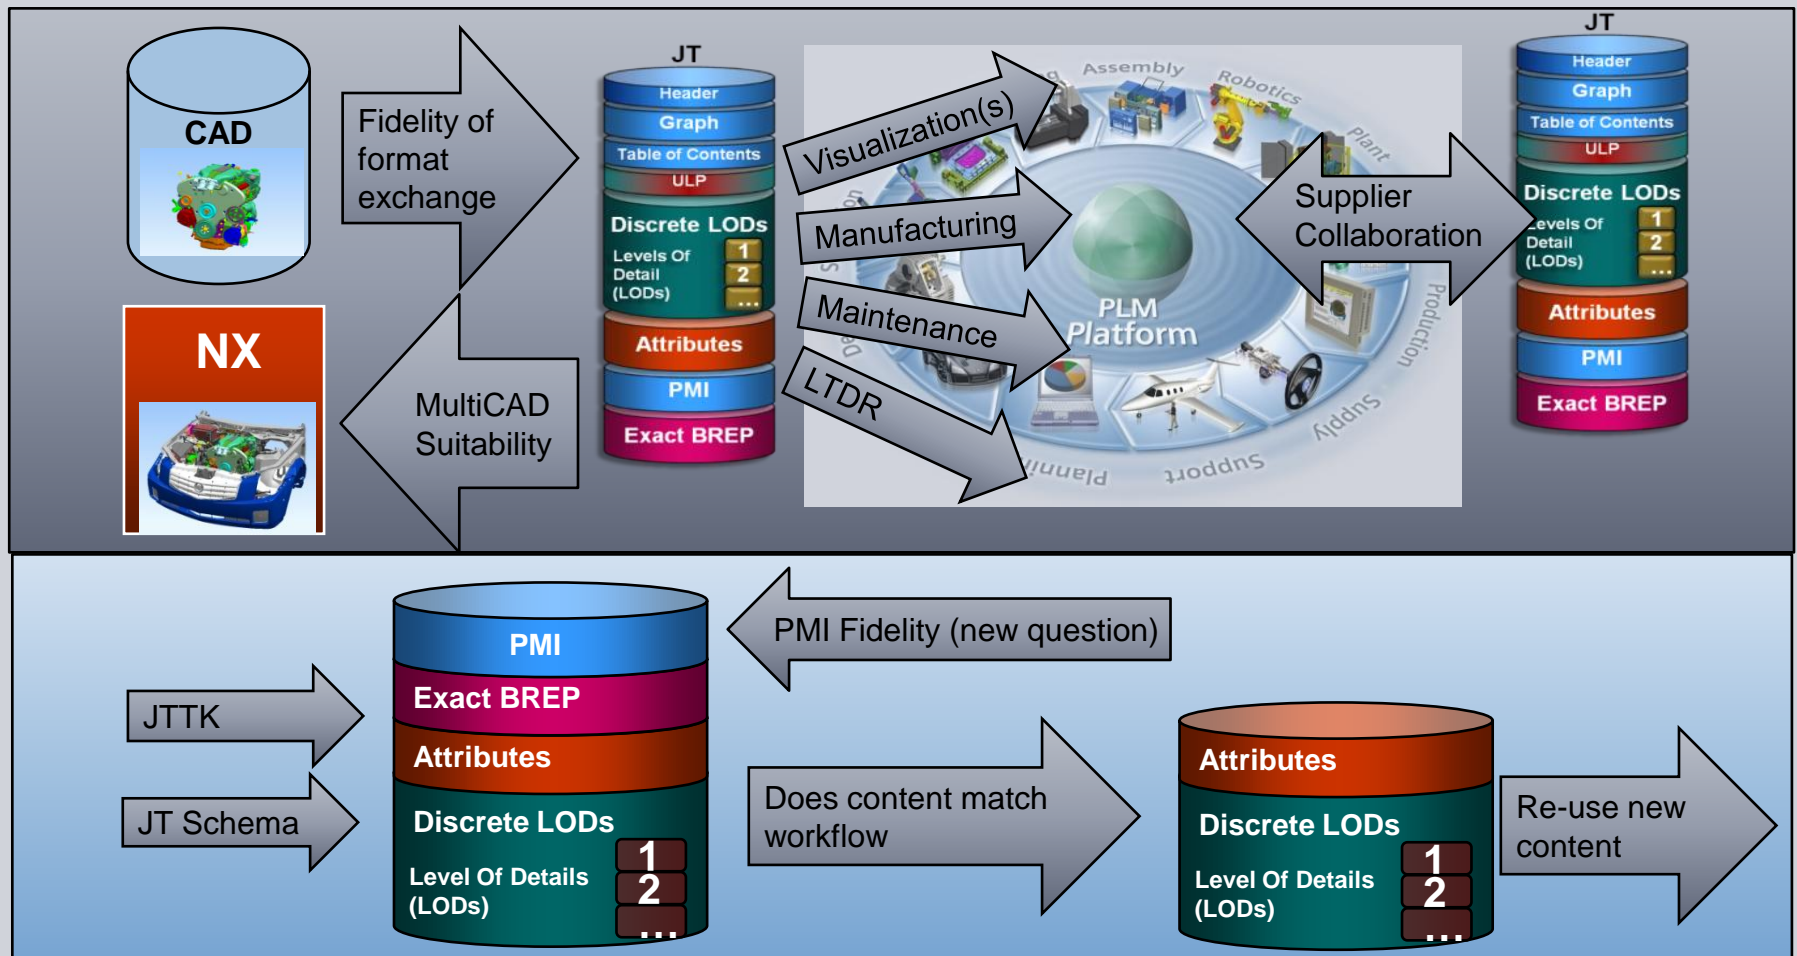 CAD
Fidelity of
format
exchange
NX
MultiCAD
Suitability
JT
Header
Graph
Table of Contents
ULP
Discrete LODs
Levels Of
Detail
(LODs)
1
2
...
Attributes
PMI
Exact BREP
Visualization(s)
Manufacturing
Maintenance
LTDR
Assembly
Robotics
Plant
Production
Supply
Support
PLM
Platform
Supplier
Collaboration
JT
Header
Graph
Table of Contents
ULP
Discrete LODs
Levels Of
Detail
(LODs)
1
2
...
Attributes
PMI
Exact BREP
JTTK
JT Schema
PMI
Exact BREP
Attributes
Discrete LODs
Level Of Details
(LODs)
1
2
...
PMI Fidelity (new question)
Does content match
workflow
Attributes
Discrete LODs
Level Of Details
(LODs)
1
2
...
Re-use new
content